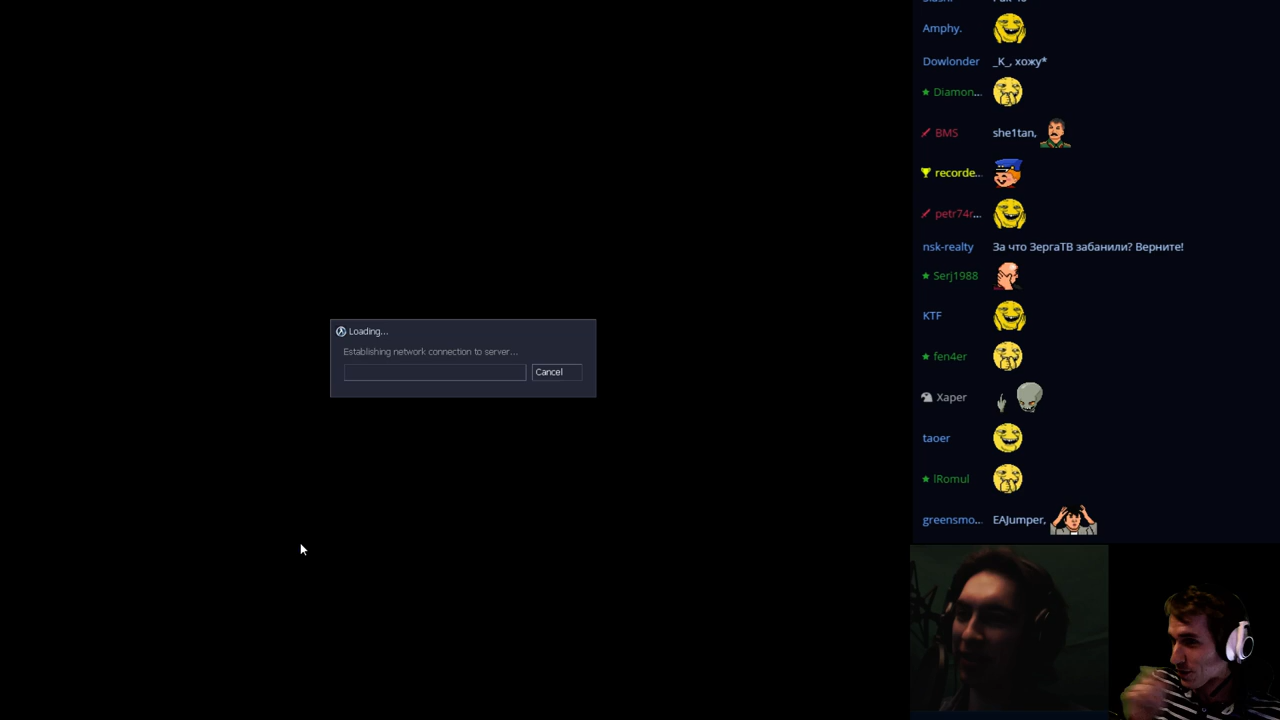 Amphy.
Dowlonder _K_, хожу*
Diamon...
BMS she1tan,
recorde...
petr74r...
nsk-realty За что ЗергаТВ забанили? Верните!
Serj1988
KTF
fen4er
Xaper
taoer
lRomul
greensmo... EAJumper,
Loading...
Establishing network connection to server...
Cancel